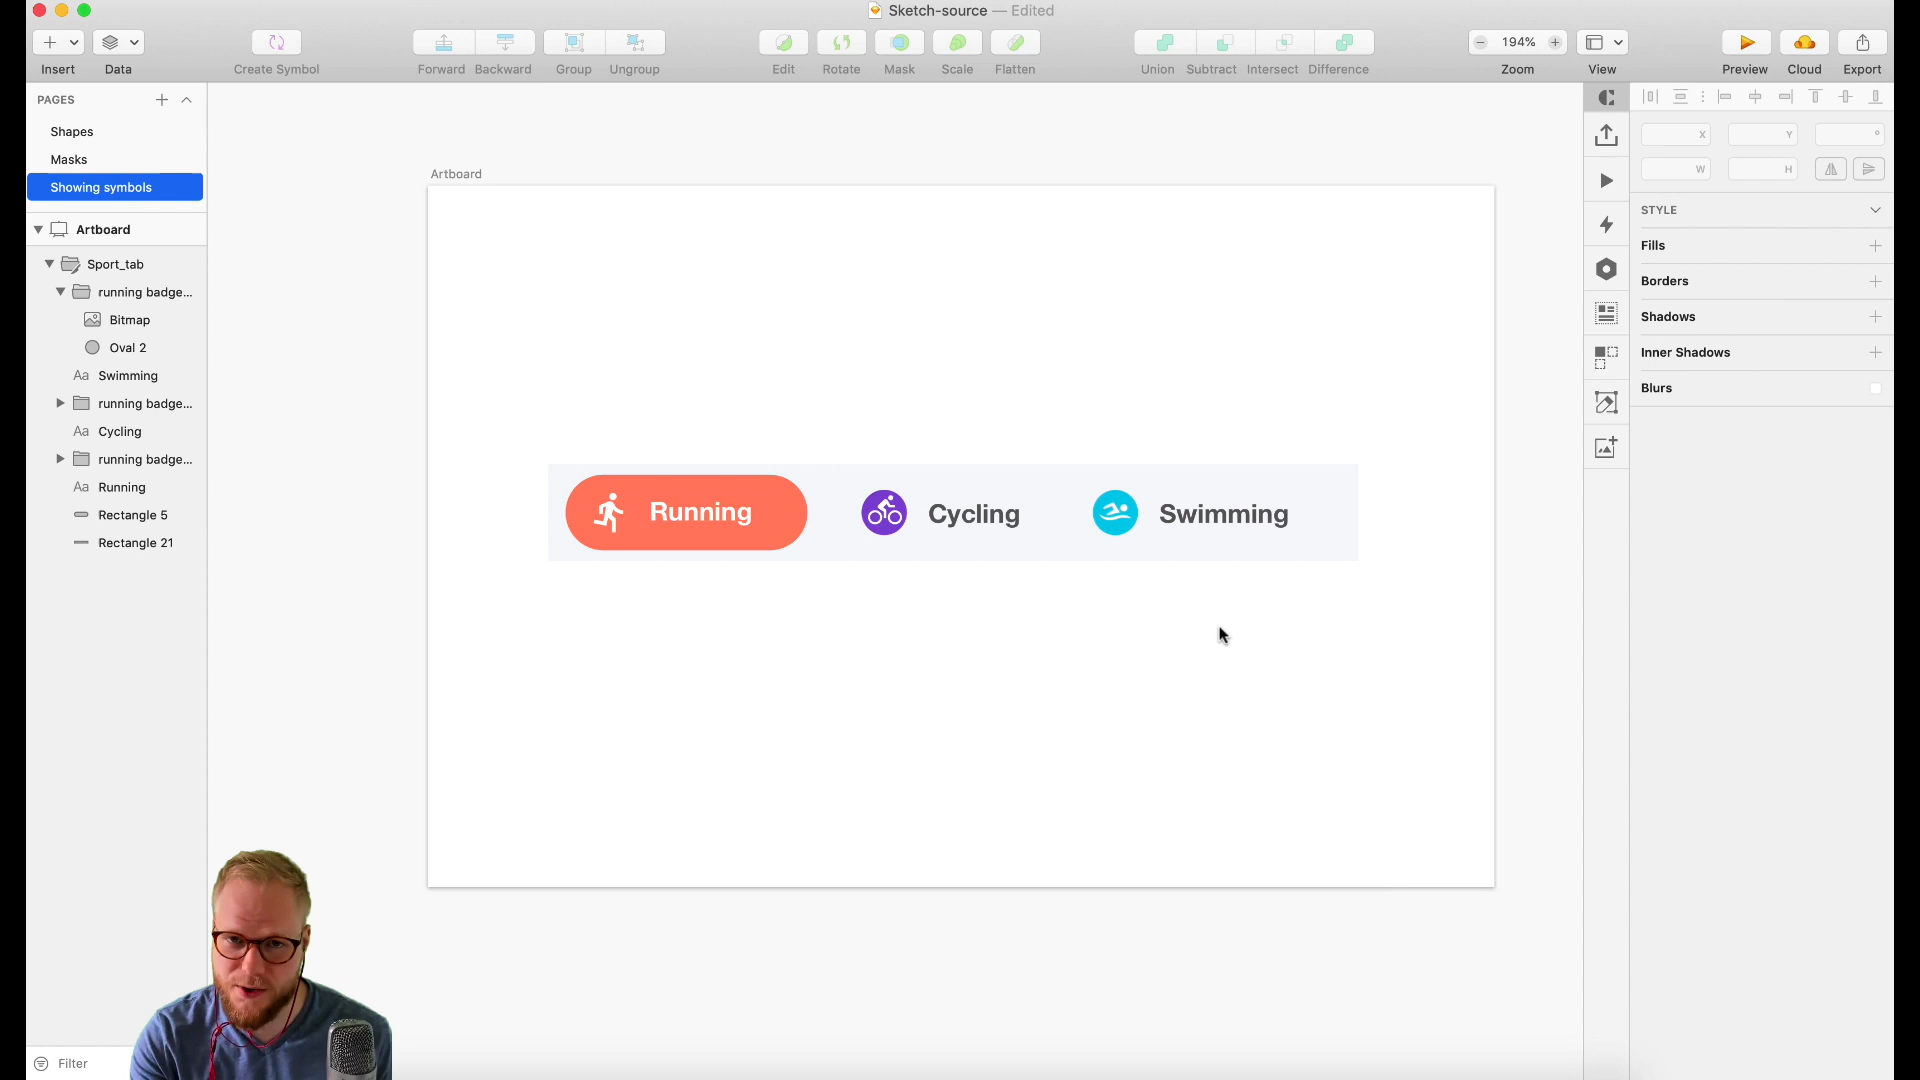 Sketch-source — Edited
Insert
Data
Create Symbol
Forward
Backward
Group
Ungroup
Edit
Rotate
Mask
Scale
Flatten
Union
Subtract
Intersect
Difference
194%
Zoom
View
Preview
Cloud
Export
PAGES
Shapes
Masks
Showing symbols
Artboard
Sport_tab
running badge...
Bitmap
Oval 2
Aa Swimming
running badge...
Aa Cycling
running badge...
Aa Running
Rectangle 5
Rectangle 21
Filter
Artboard
Running
Cycling
Swimming
X
Y
°
W
H
STYLE
Fills
Borders
Shadows
Inner Shadows
Blurs